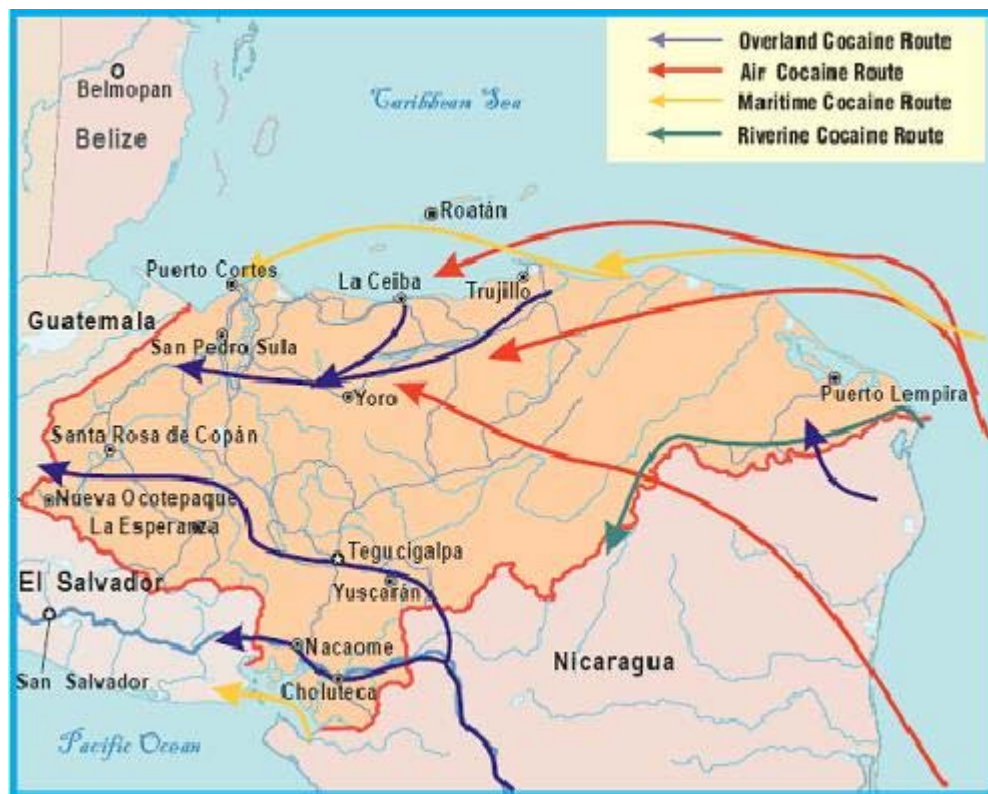 Overland Cocaine Route
Air Cocaine Route
Maritime Cocaine Route
Riverine Cocaine Route
Belmopan
Belize
Caribbean Sea
Roatán
Puerto Cortes
La Ceiba
Trujillo
Guatemala
San Pedro Sula
Yoro
Puerto Lempira
Santa Rosa de Copán
Nueva Ocotepaque
La Esperanza
Tegucigalpa
El Salvador
Yuscarán
Nacaome
Nicaragua
San Salvador
Choluteca
Pacific Ocean